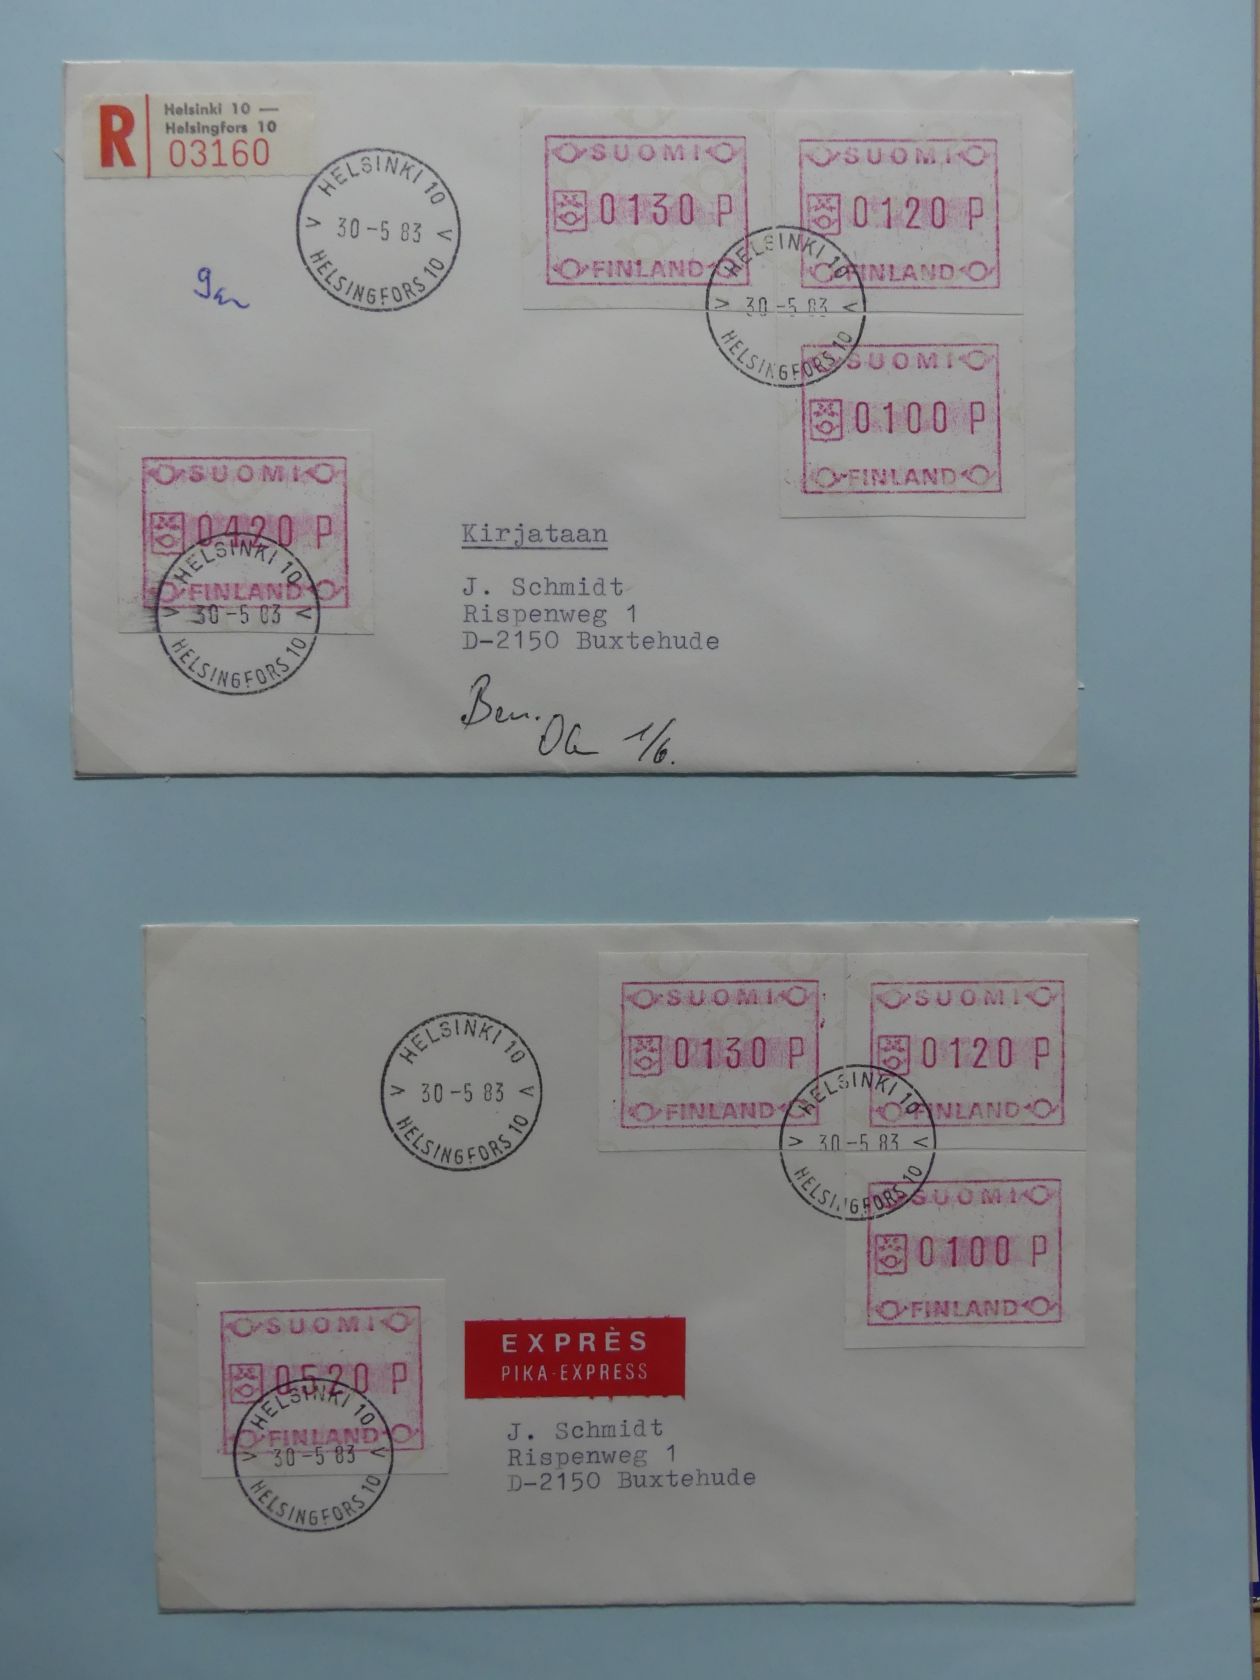 R
Helsinki 10 —
Helsingfors 10
03160
HELSINKI 10
30-5 83
HELSINGFORS 10
SUOMI
0130 P
FINLAND
SUOMI
0120 P
FINLAND
HELSINKI 10
30-5 83
HELSINGFORS 10
SUOMI
0100 P
FINLAND
SUOMI
0420 P
FINLAND
HELSINKI 10
30-5 83
HELSINGFORS 10
Kirjataan
J. Schmidt
Rispenweg 1
D-2150 Buxtehude
1/6.
HELSINKI 10
30-5 83
HELSINGFORS 10
SUOMI
0130 P
FINLAND
SUOMI
0120 P
FINLAND
HELSINKI 10
30-5 83
HELSINGFORS 10
SUOMI
0100 P
FINLAND
SUOMI
0520 P
FINLAND
HELSINKI 10
30-5 83
HELSINGFORS 10
EXPRÈS
PIKA-EXPRESS
J. Schmidt
Rispenweg 1
D-2150 Buxtehude